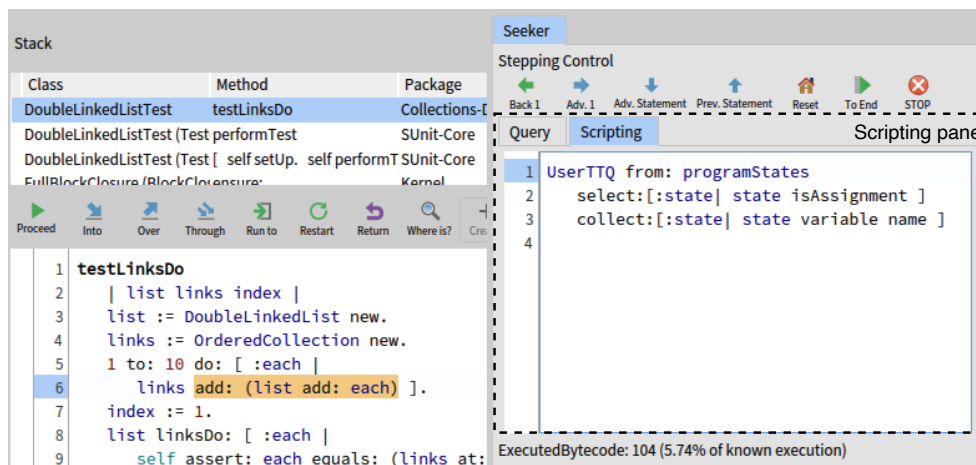 Stack
Class Method Package
DoubleLinkedListTest testLinksDo Collections-D
DoubleLinkedListTest (Test performTest SUnit-Core
DoubleLinkedListTest (Test [ self setUp. self performT SUnit-Core
FullBlockClosure (BlockClo ensure: Kernel
Proceed Into Over Through Run to Restart Return Where is? Crea
1 testLinksDo
2 | list links index |
3 list := DoubleLinkedList new.
4 links := OrderedCollection new.
5 1 to: 10 do: [ :each |
6 links add: (list add: each) ].
7 index := 1.
8 list linksDo: [ :each |
9 self assert: each equals: (links at:
Seeker
Stepping Control
Back 1 Adv. 1 Adv. Statement Prev. Statement Reset To End STOP
Query Scripting Scripting pane
1 UserTTQ from: programStates
2 select:[:state| state isAssignment ]
3 collect:[:state| state variable name ]
4
ExecutedBytecode: 104 (5.74% of known execution)